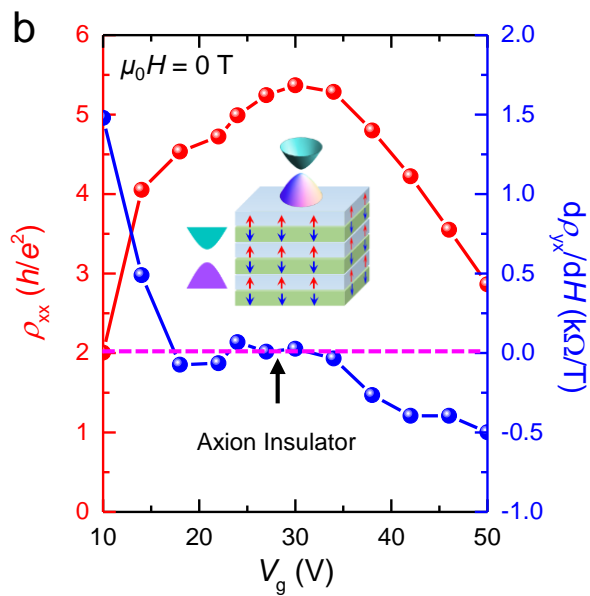 b
μ₀H = 0 T
6
5
4
3
2
1
0
ρxx (h/e²)
2.0
1.5
1.0
0.5
0.0
-0.5
-1.0
dρyx/dH (kΩ/T)
Axion Insulator
10 20 30 40 50
Vg (V)